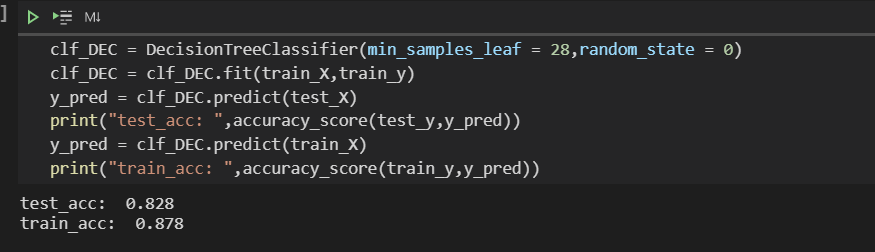 ]
M↓
clf_DEC = DecisionTreeClassifier(min_samples_leaf = 28,random_state = 0)
clf_DEC = clf_DEC.fit(train_X,train_y)
y_pred = clf_DEC.predict(test_X)
print("test_acc: ",accuracy_score(test_y,y_pred))
y_pred = clf_DEC.predict(train_X)
print("train_acc: ",accuracy_score(train_y,y_pred))
test_acc:  0.828
train_acc:  0.878